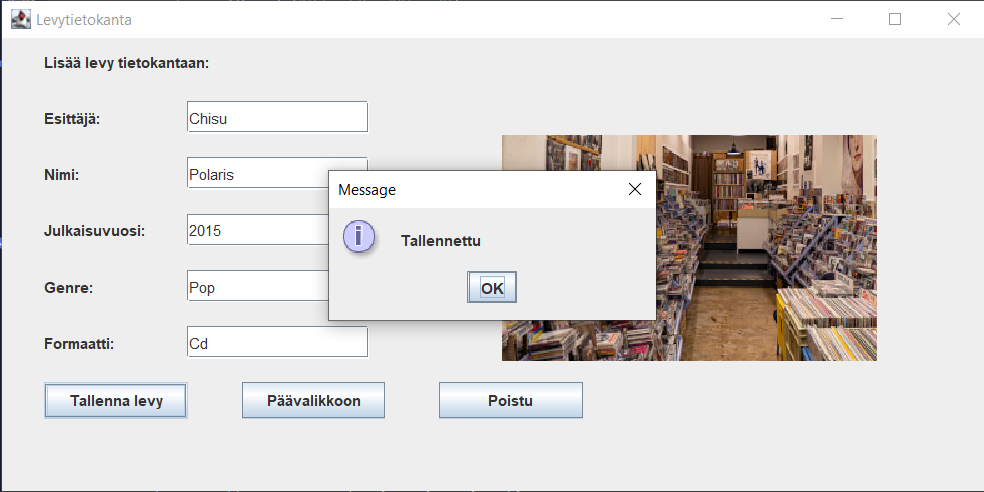 Levytietokanta
Lisää levy tietokantaan:
Esittäjä: Chisu
Nimi: Polaris
Julkaisuvuosi: 2015
Genre: Pop
Formaatti: Cd
Message
Tallennettu
OK
Tallenna levy Päävalikkoon Poistu